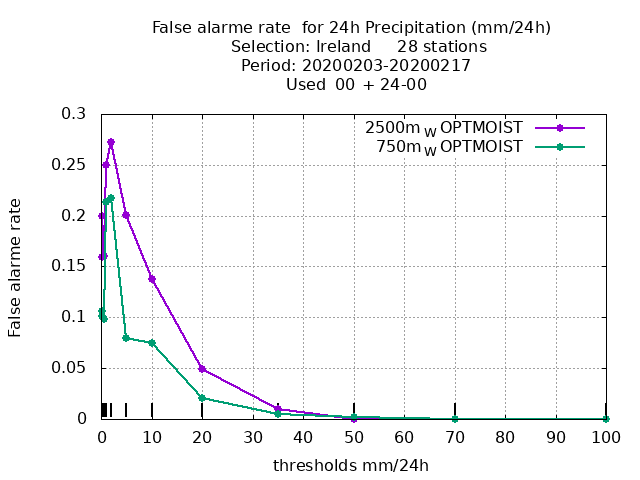 False alarme rate  for 24h Precipitation (mm/24h)
Selection: Ireland     28 stations
Period: 20200203-20200217
Used  00  + 24-00
2500m W OPTMOIST
750m W OPTMOIST
0.3
0.25
0.2
0.15
0.1
0.05
0
False alarme rate
0 10 20 30 40 50 60 70 80 90 100
thresholds mm/24h